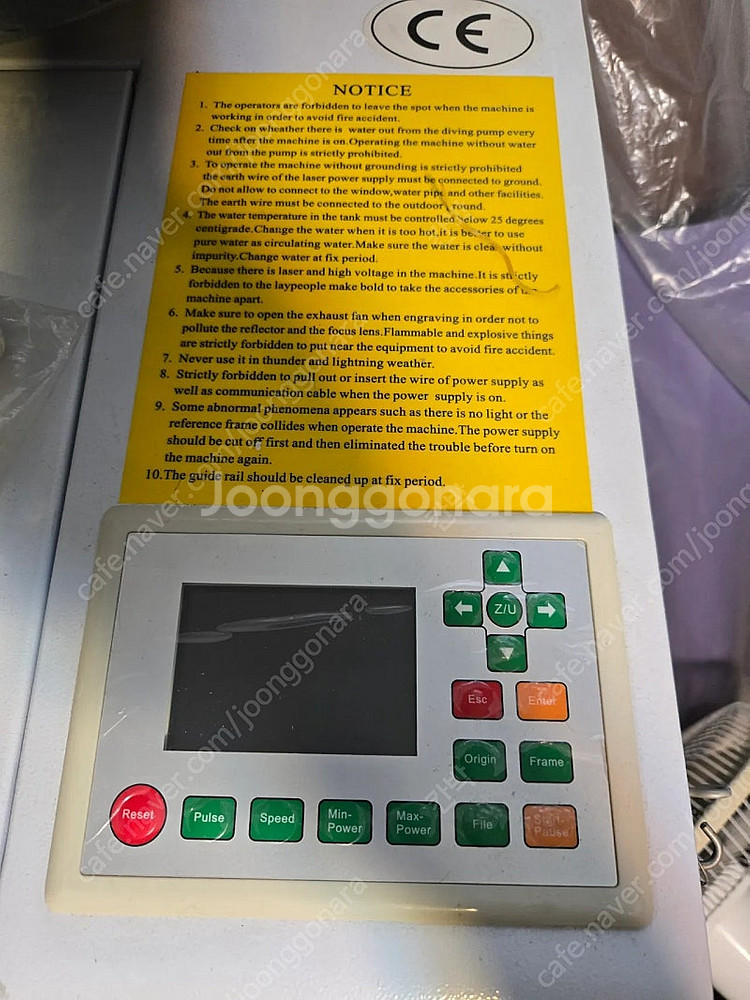 CE
NOTICE
1. The operators are forbidden to leave the spot when the machine is
working in order to avoid fire accident.
2. Check on wheather there is water out from the diving pump every
time after the machine is on.Operating the machine without water
out from the pump is strictly prohibited.
3. To operate the machine without grounding is strictly prohibited
the earth wire of the laser power supply must be connected to ground.
Do not allow to connect to the window,water pipe and other facilities.
The earth wire must be connected to the outdoor round.
4. The water temperature in the tank must be controlled below 25 degrees
centigrade.Change the water when it is too hot,it is better to use
pure water as circulating water.Make sure the water is clear without
impurity.Change water at fix period.
5. Because there is laser and high voltage in the machine.It is strictly
forbidden to the laypeople make bold to take the accessories of the
machine apart.
6. Make sure to open the exhaust fan when engraving in order not to
pollute the reflector and the focus lens.Flammable and explosive things
are strictly forbidden to put near the equipment to avoid fire accident.
7. Never use it in thunder and lightning weather.
8. Strictly forbidden to pull out or insert the wire of power supply as
well as communication cable when the power supply is on.
9. Some abnormal phenomena appears such as there is no light or the
reference frame collides when operate the machine.The power supply
should be cut off first and then eliminated the trouble before turn on
the machine again.
10.The guide rail should be cleaned up at fix period.
Joonggonara
Z/U
Esc
Enter
Origin
Frame
Reset
Pulse
Speed
Min-
Power
Max-
Power
File
Start-
Pause
cafe.naver.com/joonggonara